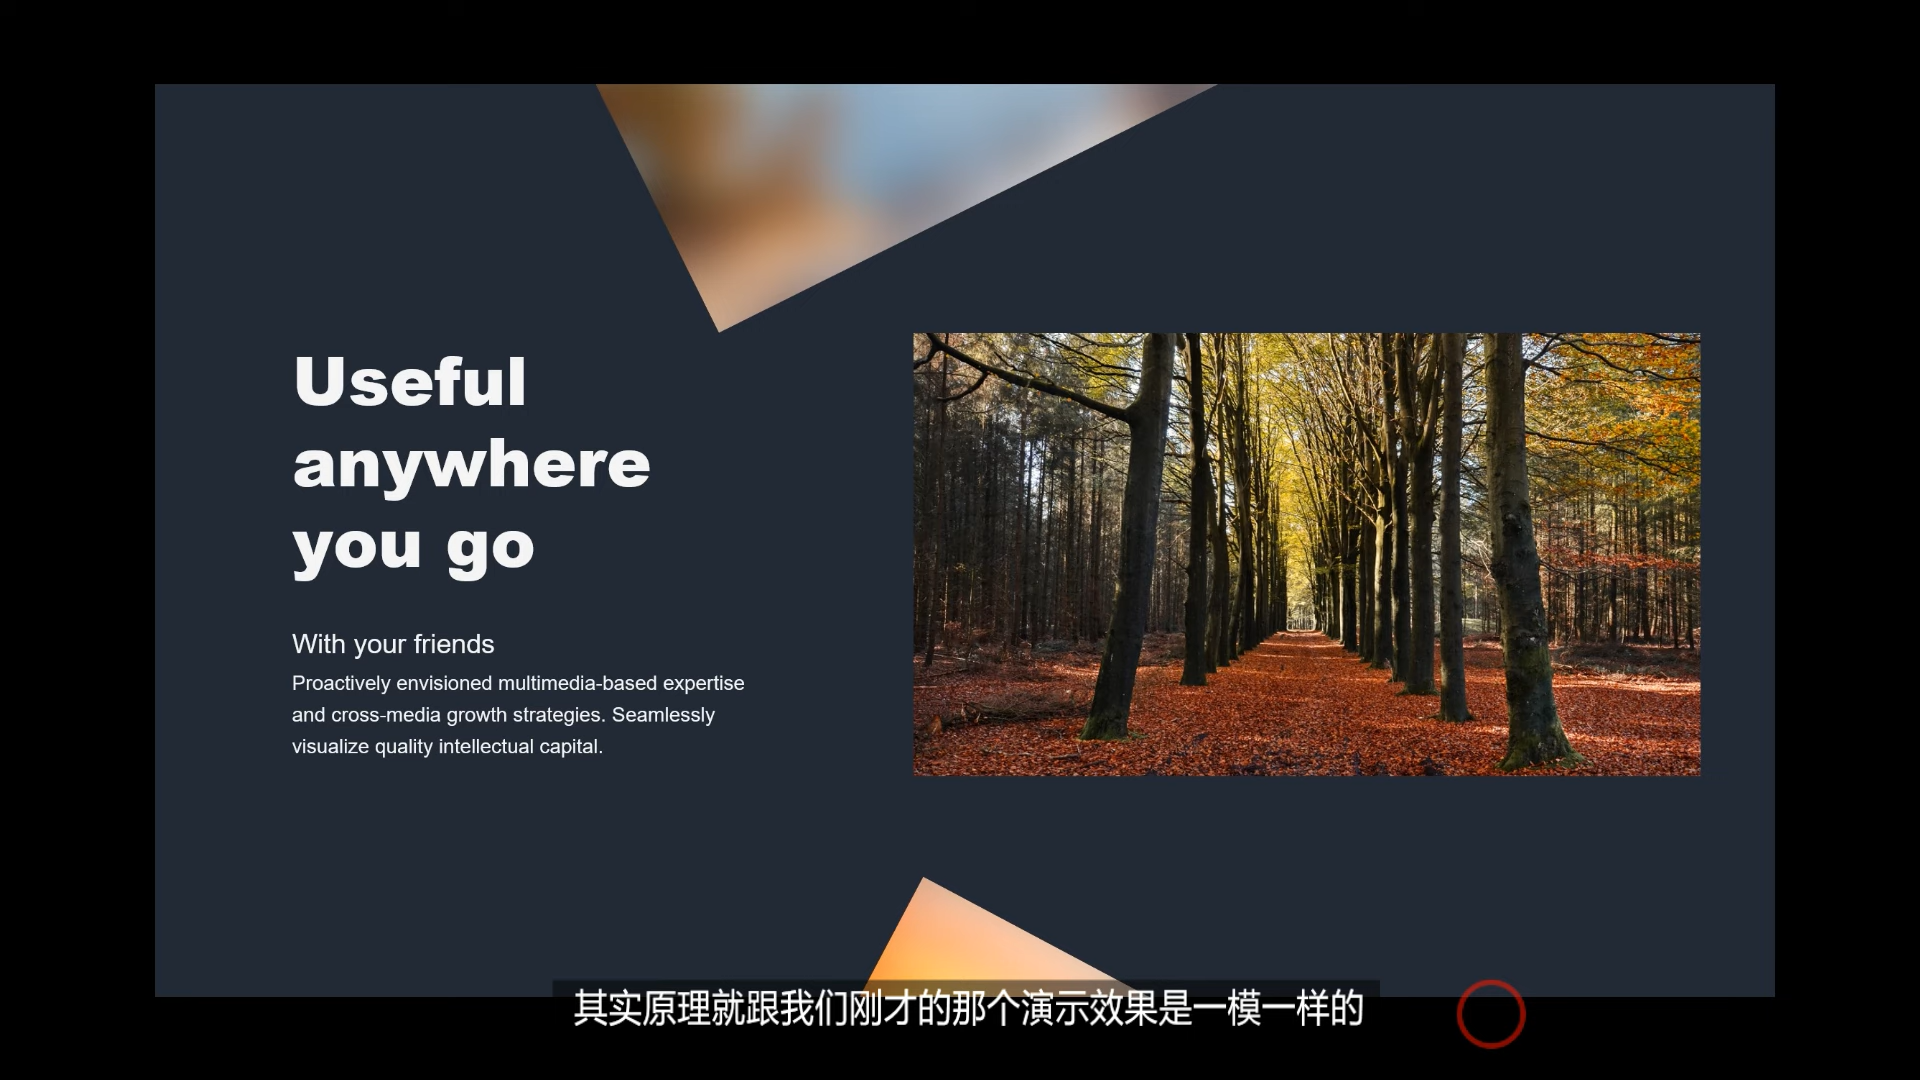 Useful
anywhere
you go
With your friends
Proactively envisioned multimedia-based expertise
and cross-media growth strategies. Seamlessly
visualize quality intellectual capital.
其实原理就跟我们刚才的那个演示效果是一模一样的